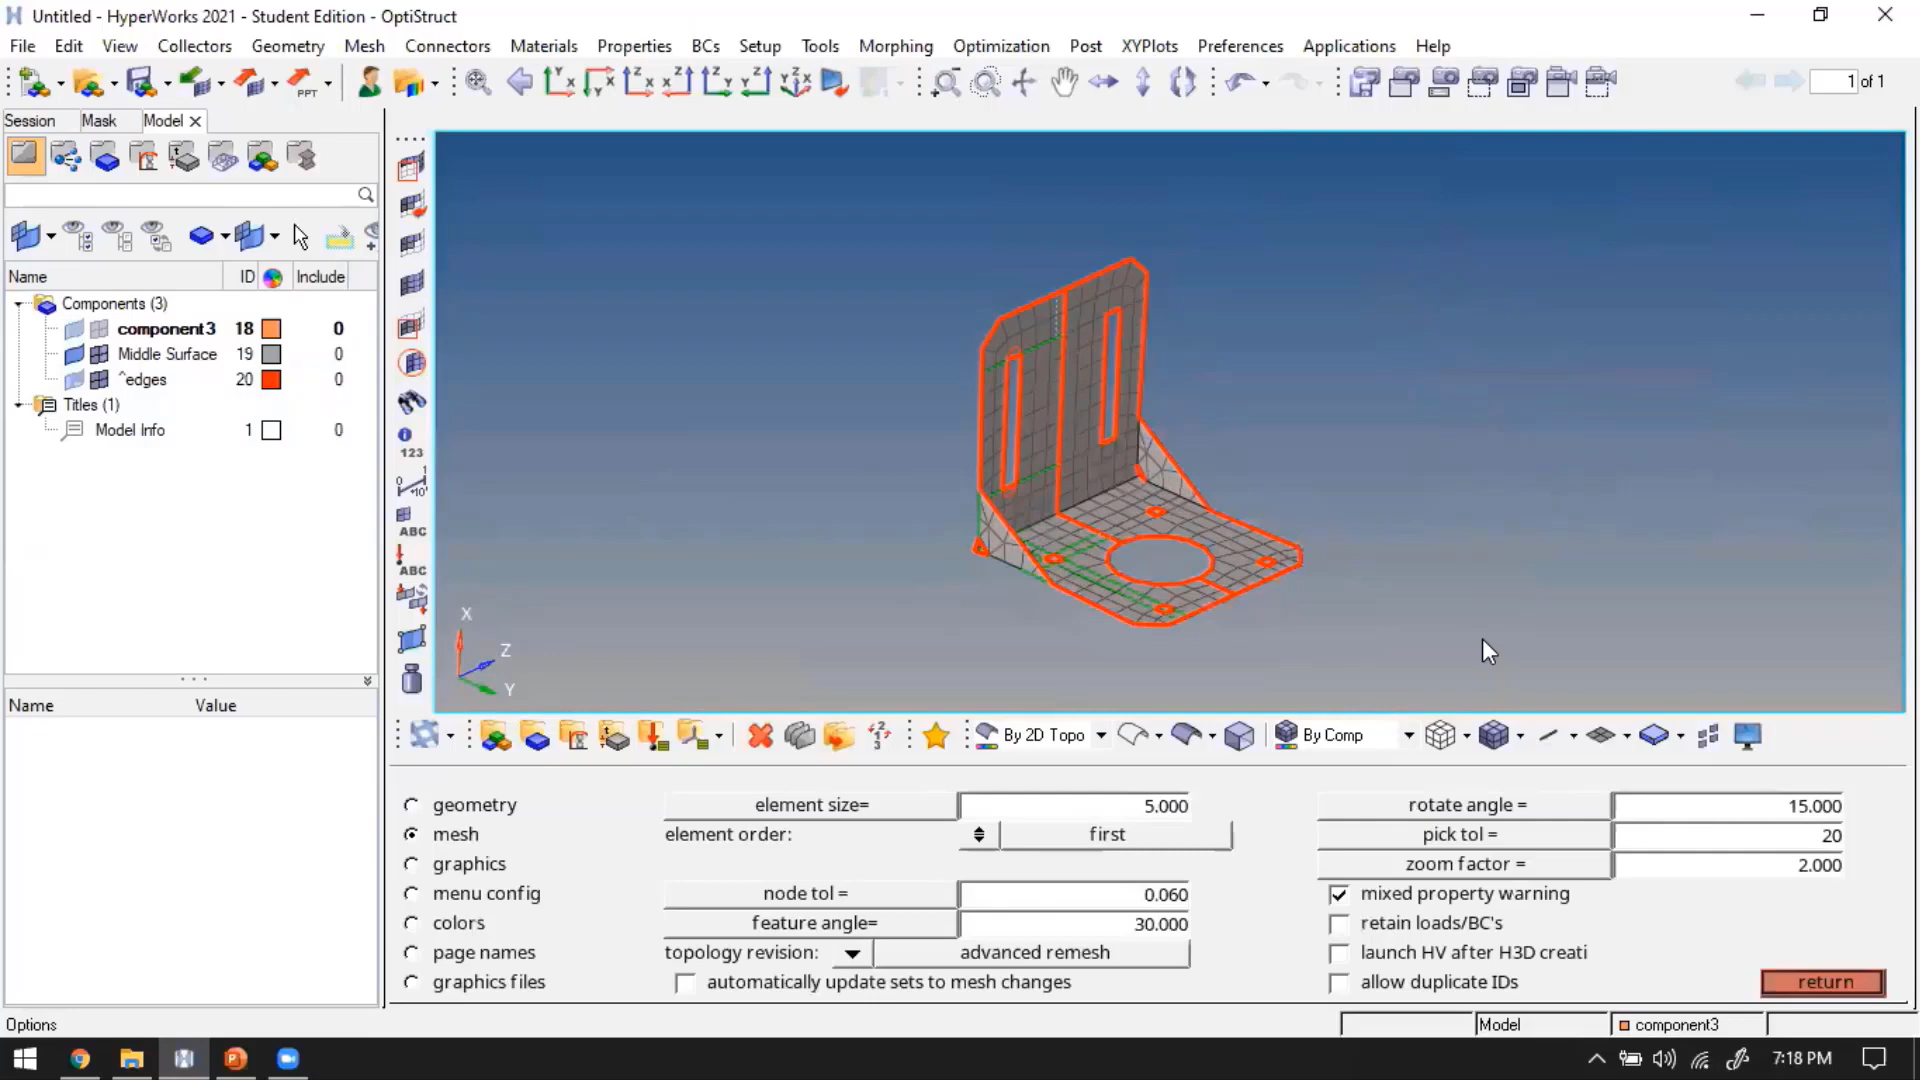 Untitled - HyperWorks 2021 - Student Edition - OptiStruct
File Edit View Collectors Geometry Mesh Connectors Materials Properties BCs Setup Tools Morphing Optimization Post XYPlots Preferences Applications Help
PPT
1 of 1
Session Mask Model
Name ID Include
Components (3)
component3 18 0
Middle Surface 19 0
^edges 20 0
Titles (1)
Model Info 1 0
Name Value
123
ABC
ABC
X
Z
Y
By 2D Topo By Comp
geometry element size= 5.000 rotate angle = 15.000
mesh element order: first pick tol = 20
graphics zoom factor = 2.000
menu config node tol = 0.060 mixed property warning
colors feature angle= 30.000 retain loads/BC's
page names topology revision: advanced remesh launch HV after H3D creati
graphics files automatically update sets to mesh changes allow duplicate IDs return
Options Model component3
7:18 PM